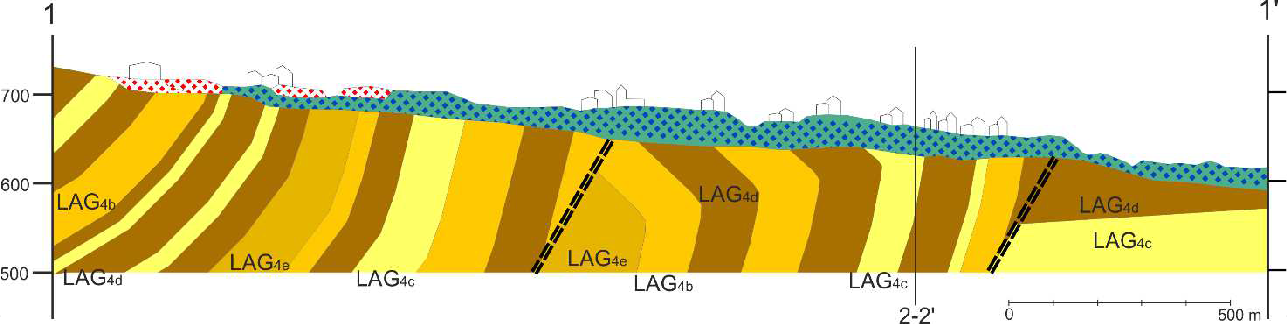 1
1'
700
600
500
LAG4b
LAG4d
LAG4e
LAG4c
LAG4e
LAG4d
LAG4b
LAG4c
LAG4d
LAG4c
2-2'
0
500 m